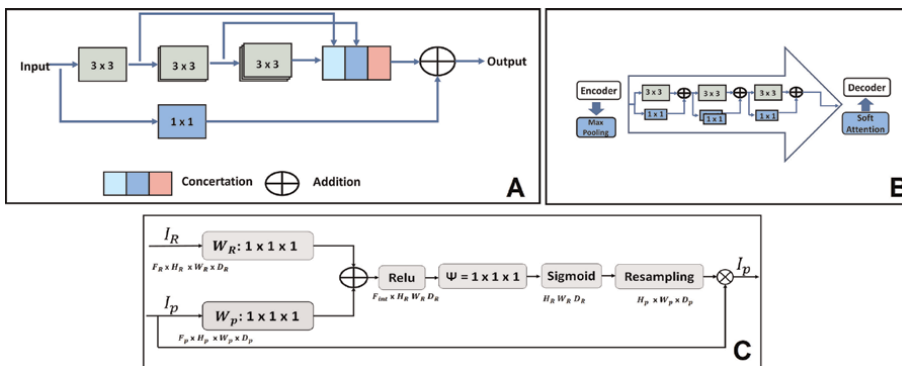 Input
3 x 3
3 x 3
3 x 3
Output
1 x 1
Concertation
Addition
A
Encoder
Max
Pooling
3 x 3
3 x 3
3 x 3
1 x 1
1 x 1
1 x 1
Decoder
Soft
Attention
B
I_R
F_R x H_R x W_R x D_R
W_R: 1 x 1 x 1
I_p
F_p x H_p x W_p x D_p
W_p: 1 x 1 x 1
Relu
F_int x H_R W_R D_R
Ψ = 1 x 1 x 1
Sigmoid
H_R W_R D_R
Resampling
H_p x W_p x D_p
I_p
C